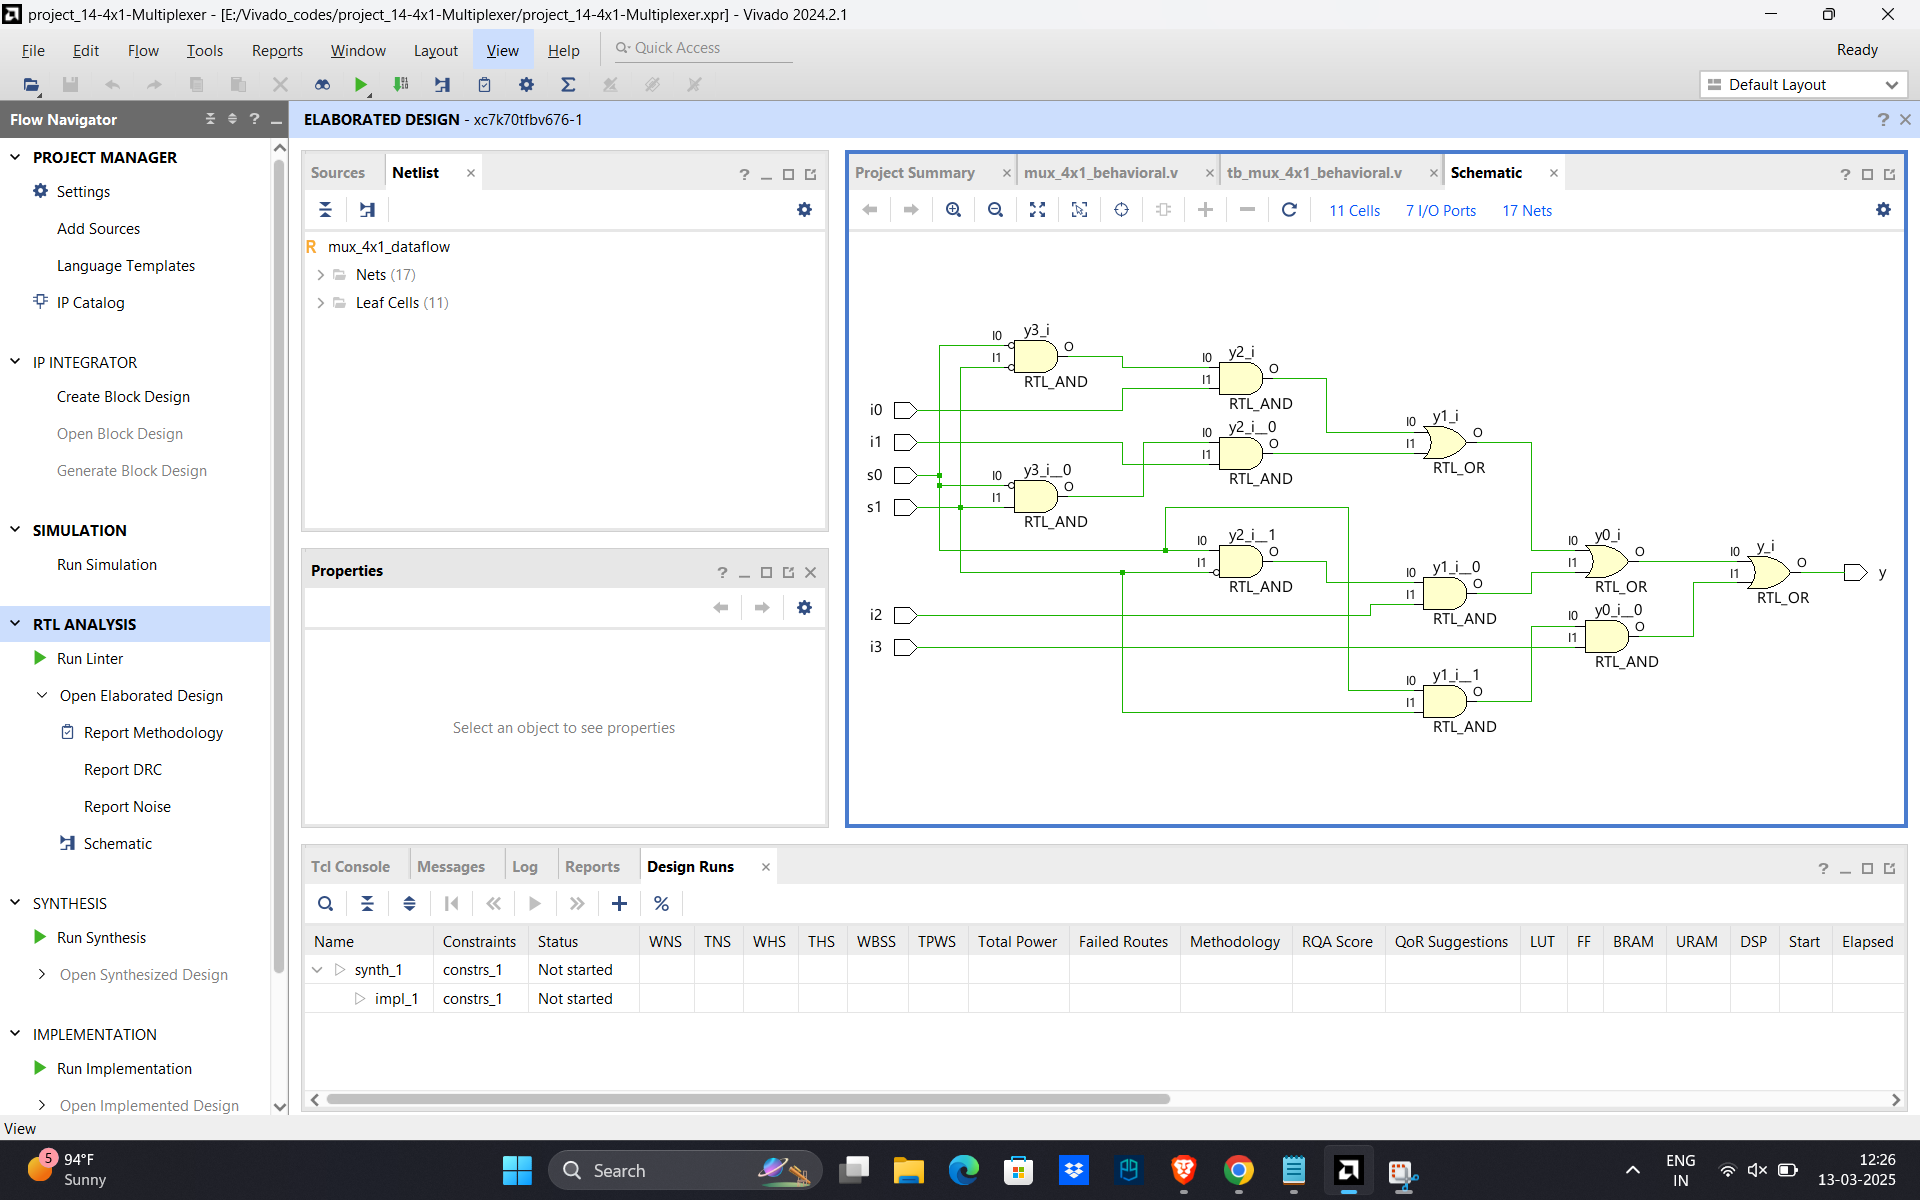 project_14-4x1-Multiplexer - [E:/Vivado_codes/project_14-4x1-Multiplexer/project_14-4x1-Multiplexer.xpr] - Vivado 2024.2.1
File Edit Flow Tools Reports Window Layout View Help Quick Access Ready
Default Layout
Flow Navigator
?
PROJECT MANAGER
Settings
Add Sources
Language Templates
IP Catalog
IP INTEGRATOR
Create Block Design
Open Block Design
Generate Block Design
SIMULATION
Run Simulation
RTL ANALYSIS
Run Linter
Open Elaborated Design
Report Methodology
Report DRC
Report Noise
Schematic
SYNTHESIS
Run Synthesis
Open Synthesized Design
IMPLEMENTATION
Run Implementation
Open Implemented Design
ELABORATED DESIGN - xc7k70tfbv676-1
?
Sources Netlist
?
R mux_4x1_dataflow
Nets (17)
Leaf Cells (11)
Properties
?
Select an object to see properties
Project Summary mux_4x1_behavioral.v tb_mux_4x1_behavioral.v Schematic
?
11 Cells 7 I/O Ports 17 Nets
i0
i1
s0
s1
i2
i3
y3_i
I0
I1
O
RTL_AND
y3_i__0
I0
I1
O
RTL_AND
y2_i
I0
I1
O
RTL_AND
y2_i__0
I0
I1
O
RTL_AND
y2_i__1
I0
I1
O
RTL_AND
y1_i
I0
I1
O
RTL_OR
y1_i__0
I0
I1
O
RTL_AND
y1_i__1
I0
I1
O
RTL_AND
y0_i
I0
I1
O
RTL_OR
y0_i__0
I0
I1
O
RTL_AND
y_i
I0
I1
O
RTL_OR
y
Tcl Console Messages Log Reports Design Runs
?
%
Name Constraints Status WNS TNS WHS THS WBSS TPWS Total Power Failed Routes Methodology RQA Score QoR Suggestions LUT FF BRAM URAM DSP Start Elapsed
synth_1 constrs_1 Not started
impl_1 constrs_1 Not started
View
5
94°F
Sunny
Search
ENG
IN
12:26
13-03-2025